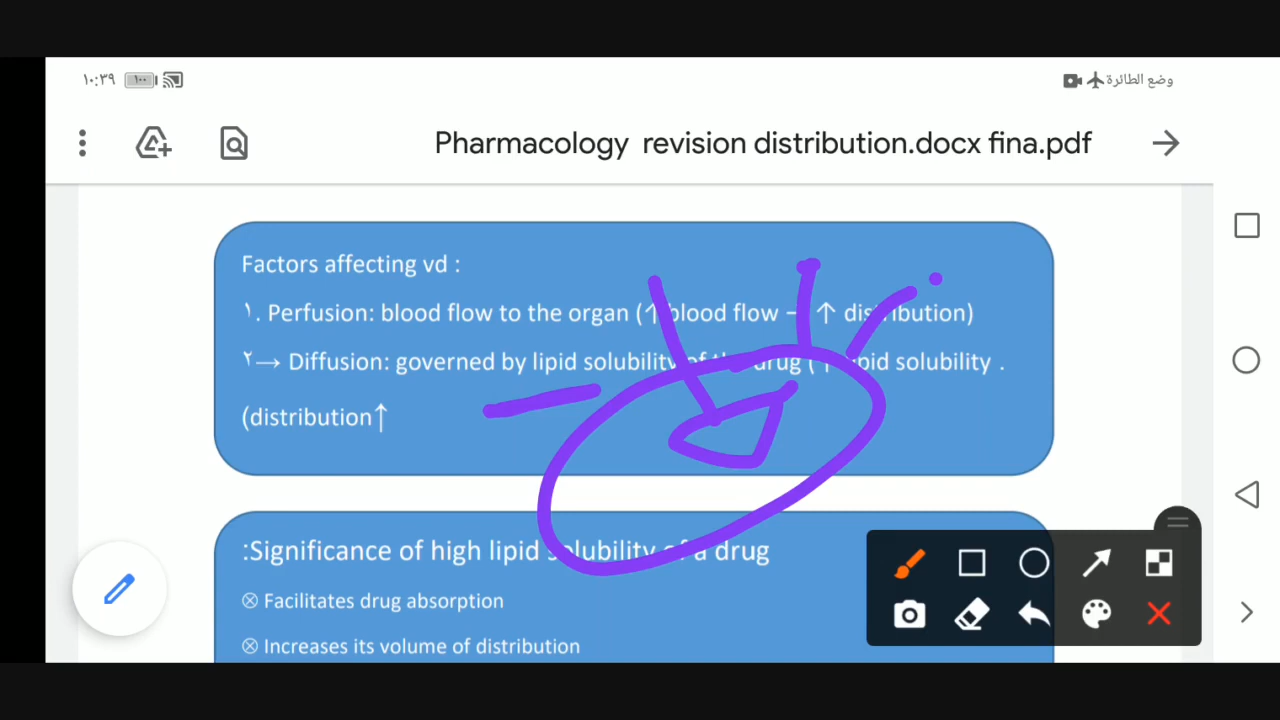 ١٠:٣٩ ١٠٠ وضع الطائرة
Pharmacology revision distribution.docx fina.pdf
Factors affecting vd :
١. Perfusion: blood flow to the organ (↑ blood flow → ↑ distribution)
٢→ Diffusion: governed by lipid solubility of the drug (↑ lipid solubility .
(distribution↑
:Significance of high lipid solubility of a drug
⊗ Facilitates drug absorption
⊗ Increases its volume of distribution